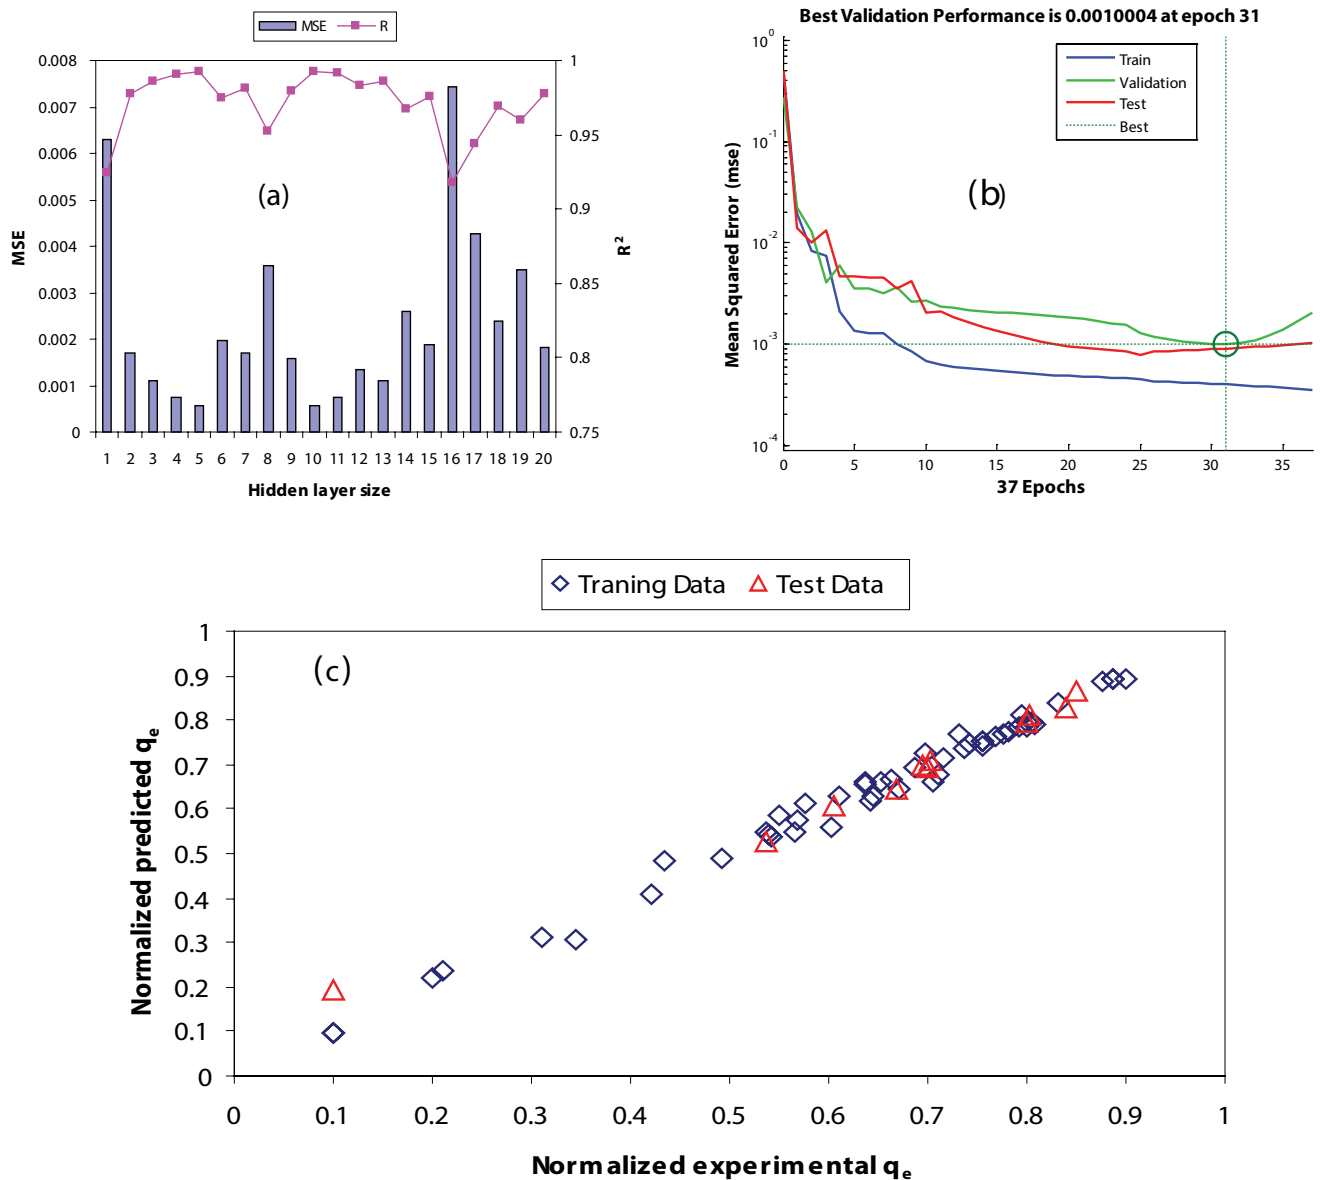 MSE R
0.008
0.007
0.006
0.005
0.004
0.003
0.002
0.001
0
MSE
1
0.95
0.9
0.85
0.8
0.75
R²
(a)
1 2 3 4 5 6 7 8 9 10 11 12 13 14 15 16 17 18 19 20
Hidden layer size
Best Validation Performance is 0.0010004 at epoch 31
10⁰
10⁻¹
10⁻²
10⁻³
10⁻⁴
Mean Squared Error (mse)
Train
Validation
Test
Best
(b)
0 5 10 15 20 25 30 35
37 Epochs
Traning Data Test Data
1
0.9
0.8
0.7
0.6
0.5
0.4
0.3
0.2
0.1
0
Normalized predicted qₑ
(c)
0 0.1 0.2 0.3 0.4 0.5 0.6 0.7 0.8 0.9 1
Normalized experimental qₑ